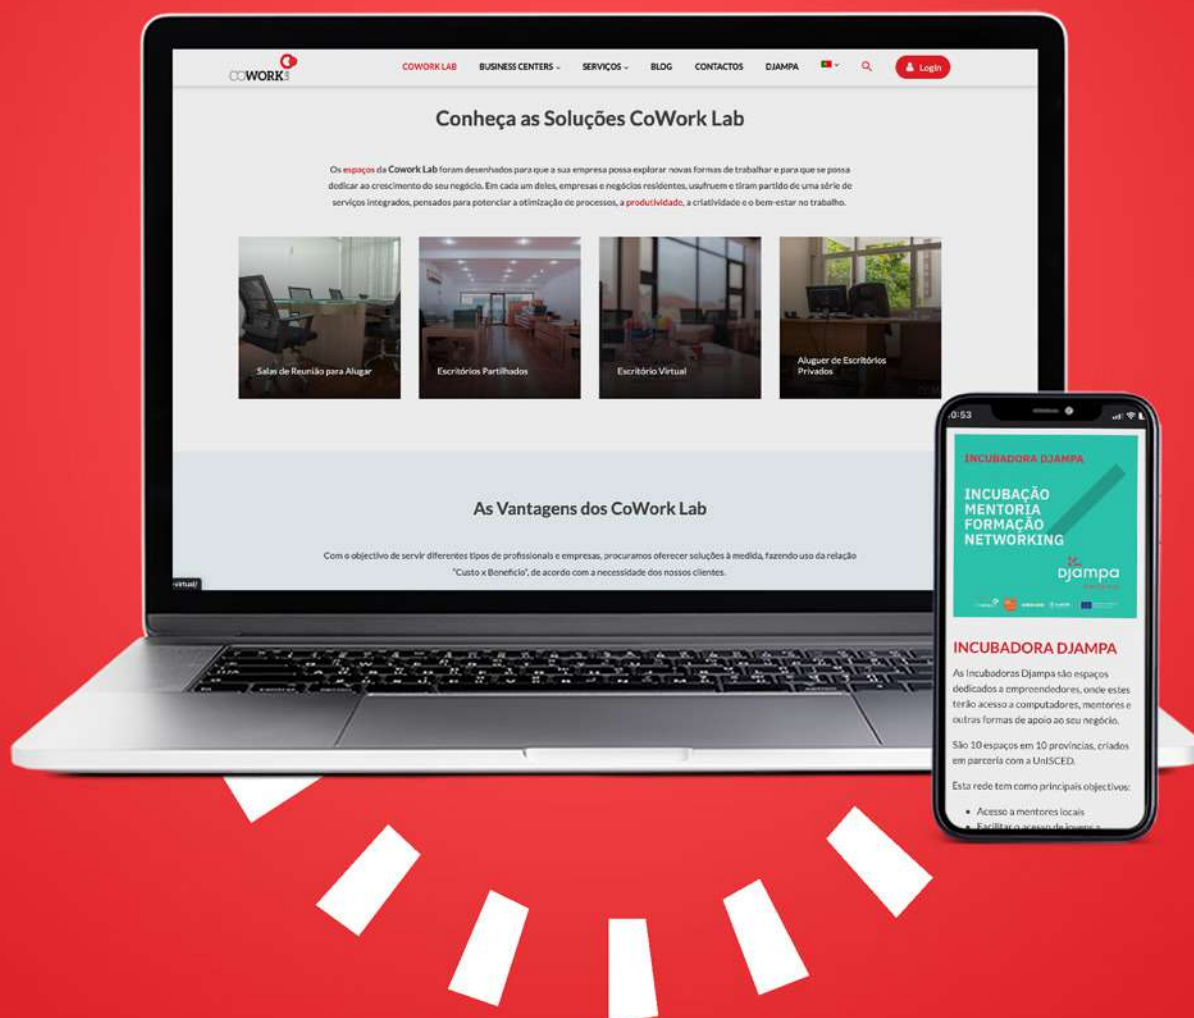 COWORK LAB
COWORK LAB BUSINESS CENTERS SERVIÇOS BLOG CONTACTOS DJAMPA Login
Conheça as Soluções CoWork Lab
Os espaços da Cowork Lab foram desenhados para que a sua empresa possa explorar novas formas de trabalhar e para que se possa
dedicar ao crescimento do seu negócio. Em cada um deles, empresas e negócios residentes, usufruem e tiram partido de uma série de
serviços integrados, pensados para potenciar a otimização de processos, a produtividade, a criatividade e o bem-estar no trabalho.
Salas de Reunião para Alugar
Escritórios Partilhados
Escritório Virtual
Aluguer de Escritórios
Privados
As Vantagens dos CoWork Lab
Com o objectivo de servir diferentes tipos de profissionais e empresas, procuramos oferecer soluções à medida, fazendo uso da relação
"Custo x Benefício", de acordo com a necessidade dos nossos clientes.
-virtual/
0:53
INCUBADORA DJAMPA
INCUBAÇÃO
MENTORIA
FORMAÇÃO
NETWORKING
Djampa
INCUBADORA DJAMPA
As Incubadoras Djampa são espaços
dedicados a empreendedores, onde estes
terão acesso a computadores, mentores e
outras formas de apoio ao seu negócio.
São 10 espaços em 10 províncias, criados
em parceria com a UnISCED.
Esta rede tem como principais objectivos:
• Acesso a mentores locais
• Facilitar o acesso de jovens a